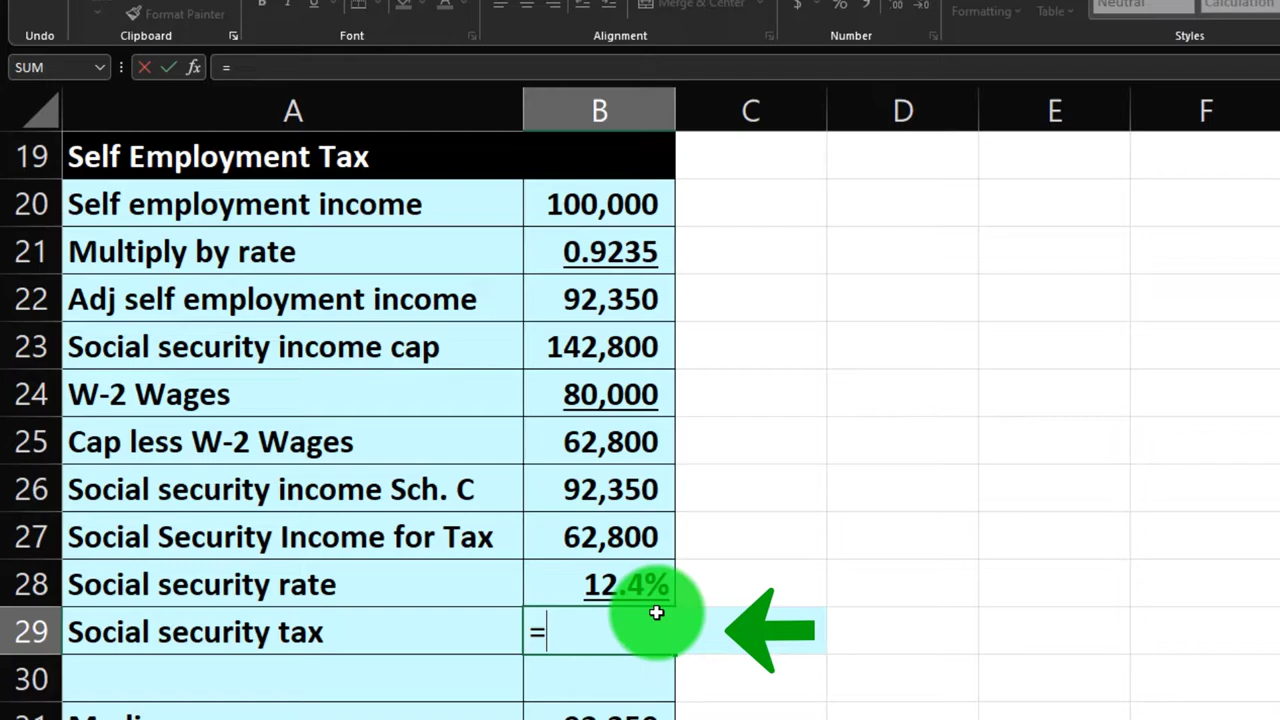 Format Painter
Merge & Center
$ % 9
Formatting Table
Neutral
Calculation
Undo Clipboard Font Alignment Number Styles
SUM fx =
A B C D E F
19 Self Employment Tax
20 Self employment income 100,000
21 Multiply by rate 0.9235
22 Adj self employment income 92,350
23 Social security income cap 142,800
24 W-2 Wages 80,000
25 Cap less W-2 Wages 62,800
26 Social security income Sch. C 92,350
27 Social Security Income for Tax 62,800
28 Social security rate 12.4%
29 Social security tax =
30